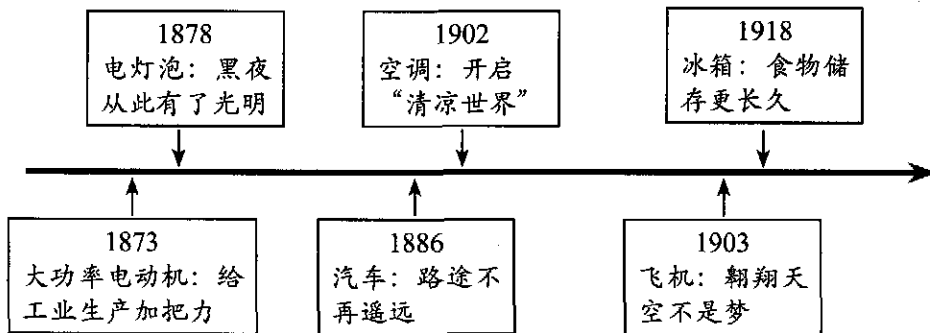 1878
电灯泡：黑夜
从此有了光明
1902
空调：开启
“清凉世界”
1918
冰箱：食物储
存更长久
1873
大功率电动机：给
工业生产加把力
1886
汽车：路途不
再遥远
1903
飞机：翱翔天
空不是梦